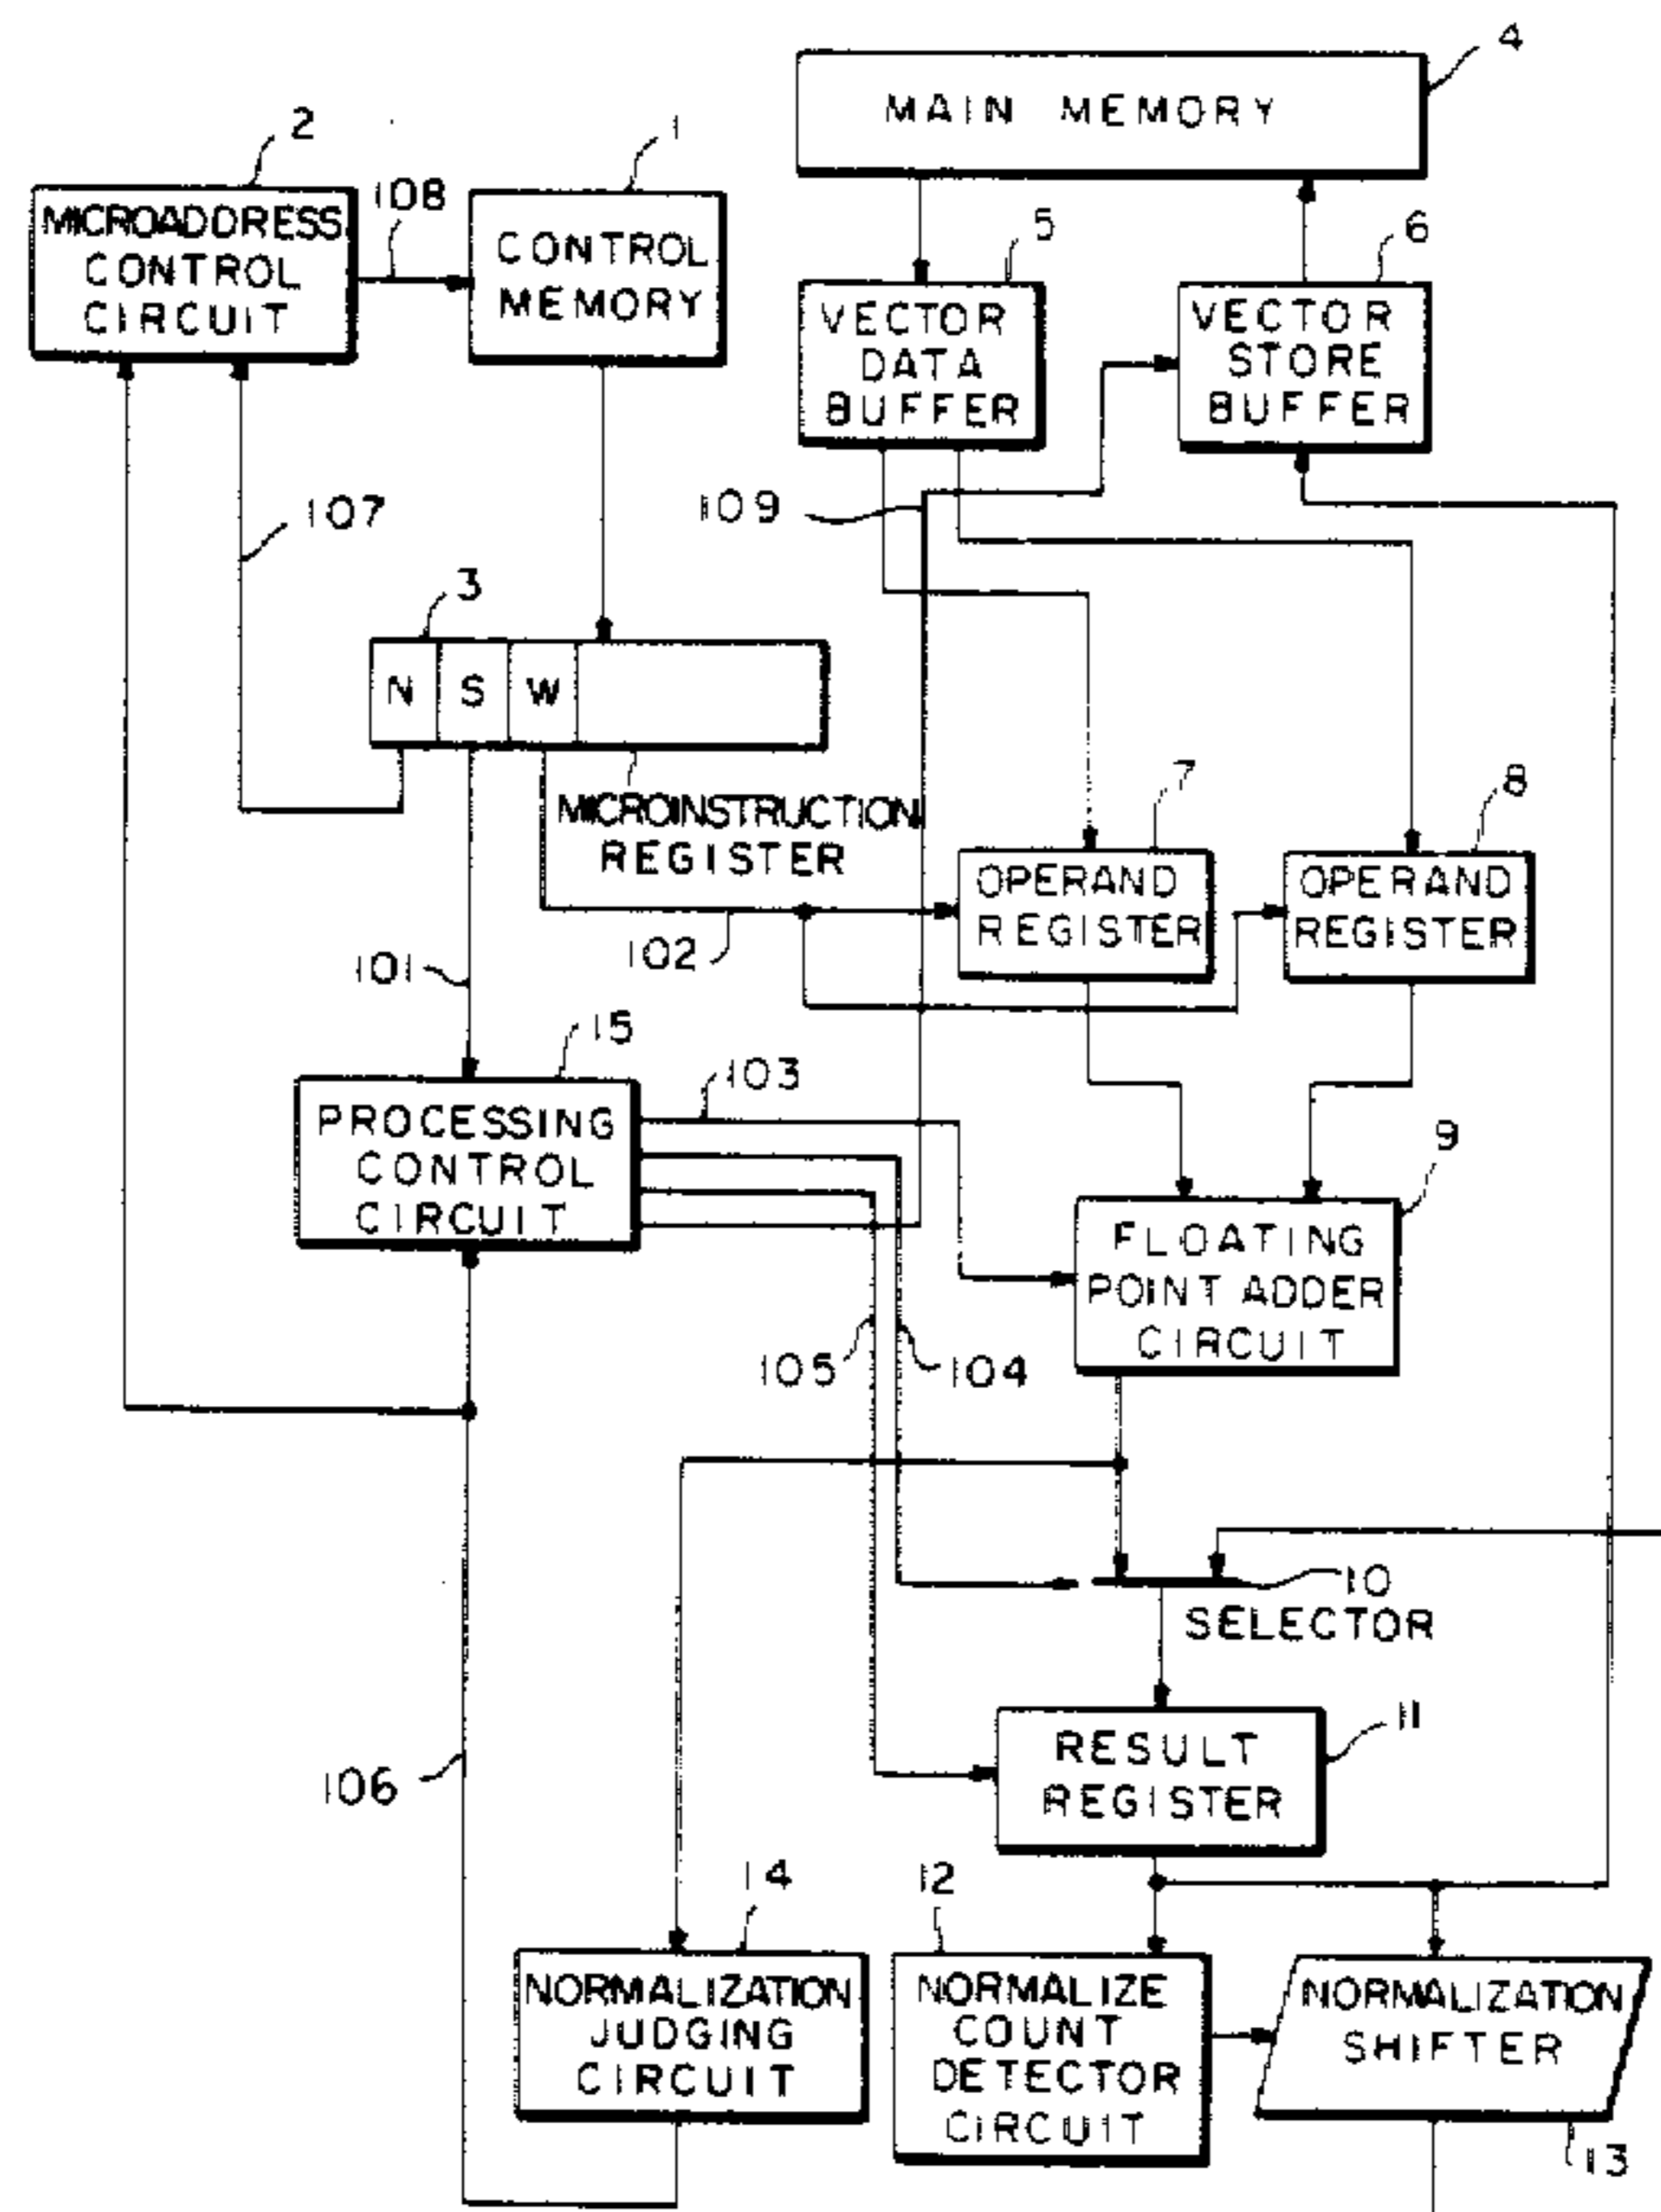 4
MAIN MEMORY
2
108
1
MICROADDRESS
CONTROL
CIRCUIT
CONTROL
MEMORY
5
6
VECTOR
DATA
BUFFER
VECTOR
STORE
BUFFER
107
109
3
N S W
MICROINSTRUCTION
REGISTER
7
8
OPERAND
REGISTER
OPERAND
REGISTER
102
101
15
103
PROCESSING
CONTROL
CIRCUIT
9
FLOATING
POINT ADDER
CIRCUIT
105
104
10
SELECTOR
11
RESULT
REGISTER
106
14
12
NORMALIZATION
JUDGING
CIRCUIT
NORMALIZE
COUNT
DETECTOR
CIRCUIT
NORMALIZATION
SHIFTER
13